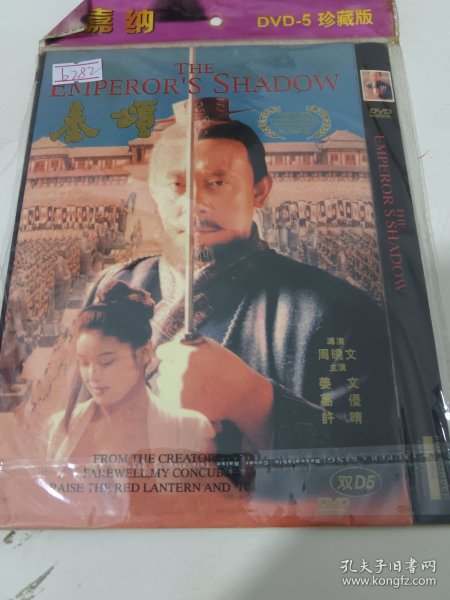 嘉纳
DVD-5 珍藏版
6292
THE
EMPEROR'S SHADOW
秦颂
DVD
THE
EMPEROR'S SHADOW
導演
周曉文
主演
姜文
葛優
許晴
FROM THE CREATORS
FAREWELL, MY CONCUB
RAISE THE RED LANTERN AND
双D5
DVD
孔夫子旧书网
www.kongfz.com